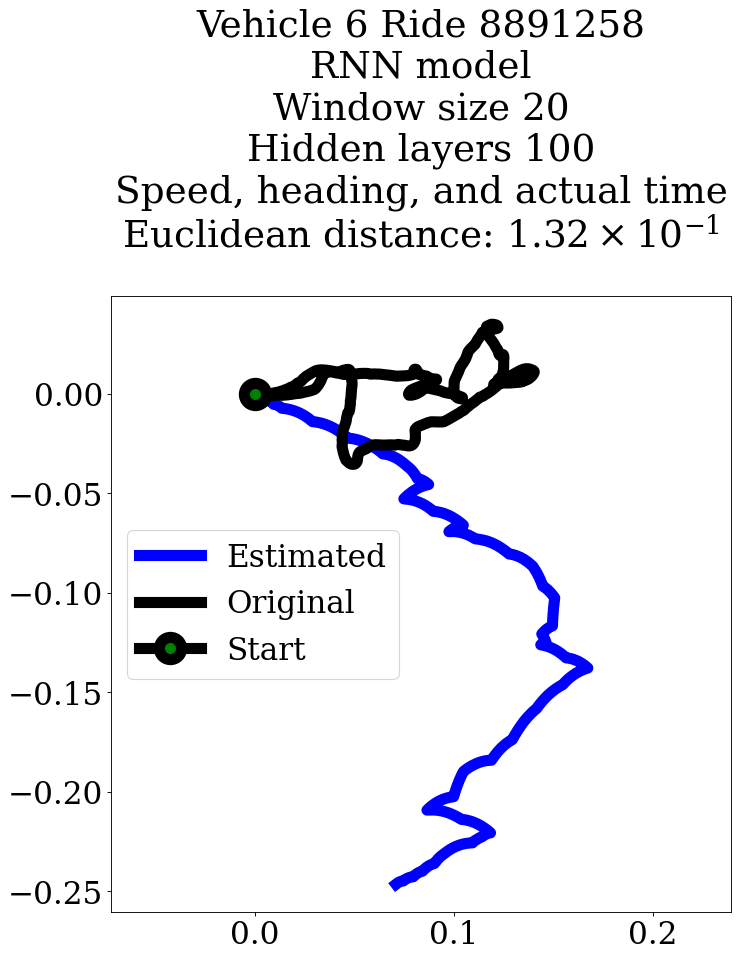 Vehicle 6 Ride 8891258
RNN model
Window size 20
Hidden layers 100
Speed, heading, and actual time
Euclidean distance: 1.32 × 10⁻¹
0.00
−0.05
−0.10
−0.15
−0.20
−0.25
Estimated
Original
Start
0.0 0.1 0.2